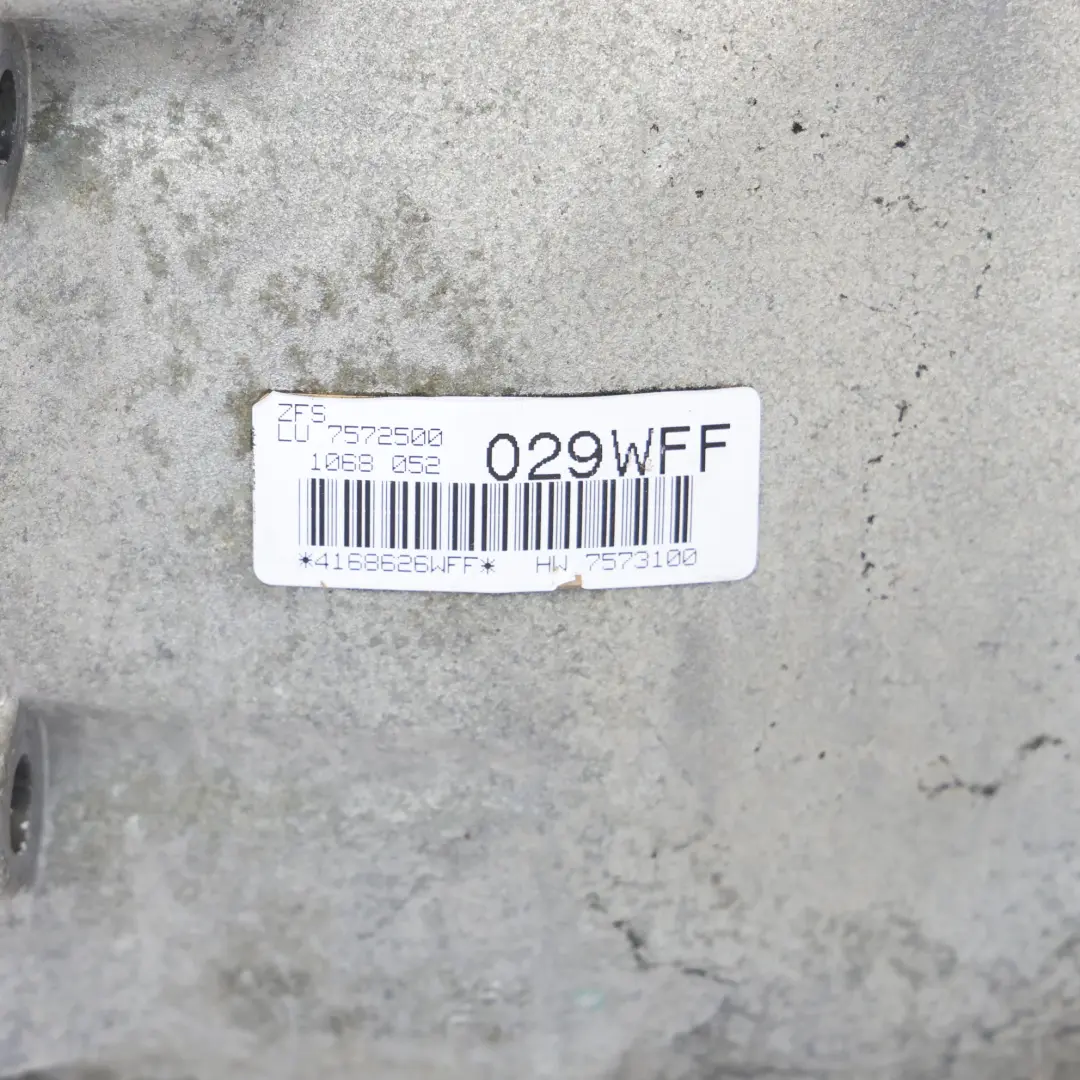 ZFS
LU 7572500
1068 052
029WFF
*4168626WFF* HW 7573100